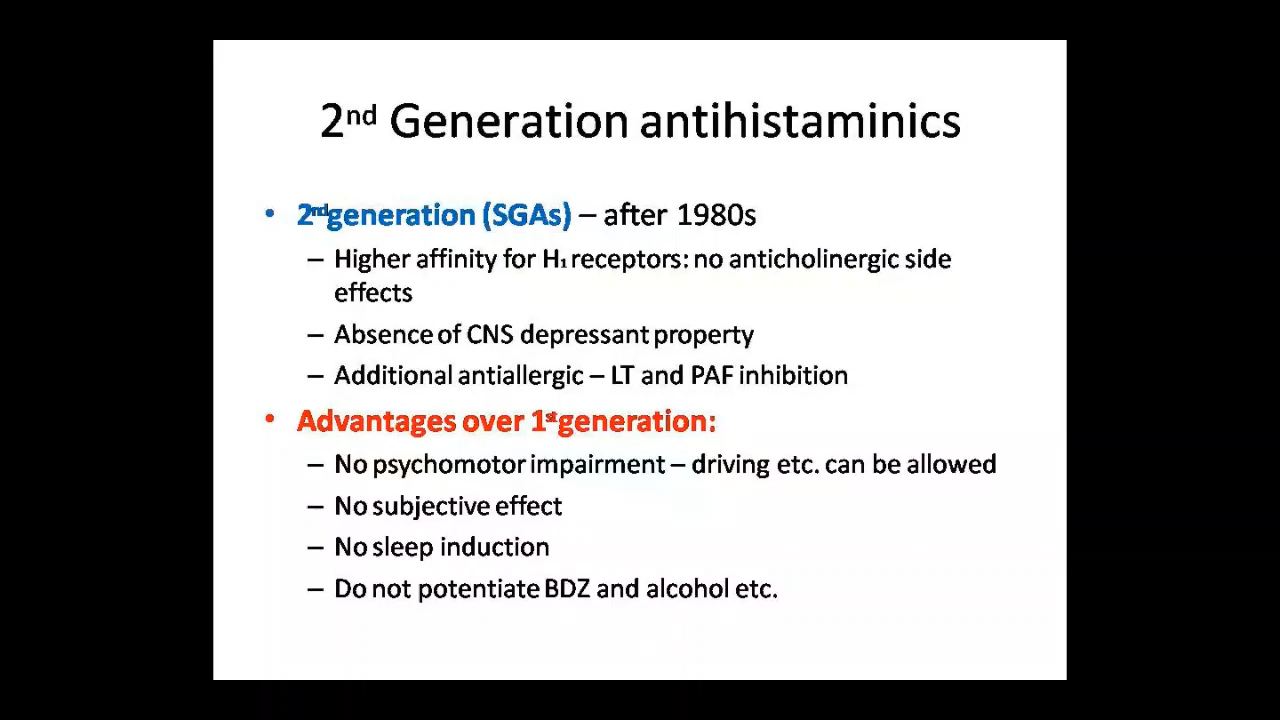 2nd Generation antihistaminics
• 2nd generation (SGAs) – after 1980s
– Higher affinity for H1 receptors: no anticholinergic side
effects
– Absence of CNS depressant property
– Additional antiallergic – LT and PAF inhibition
• Advantages over 1st generation:
– No psychomotor impairment – driving etc. can be allowed
– No subjective effect
– No sleep induction
– Do not potentiate BDZ and alcohol etc.